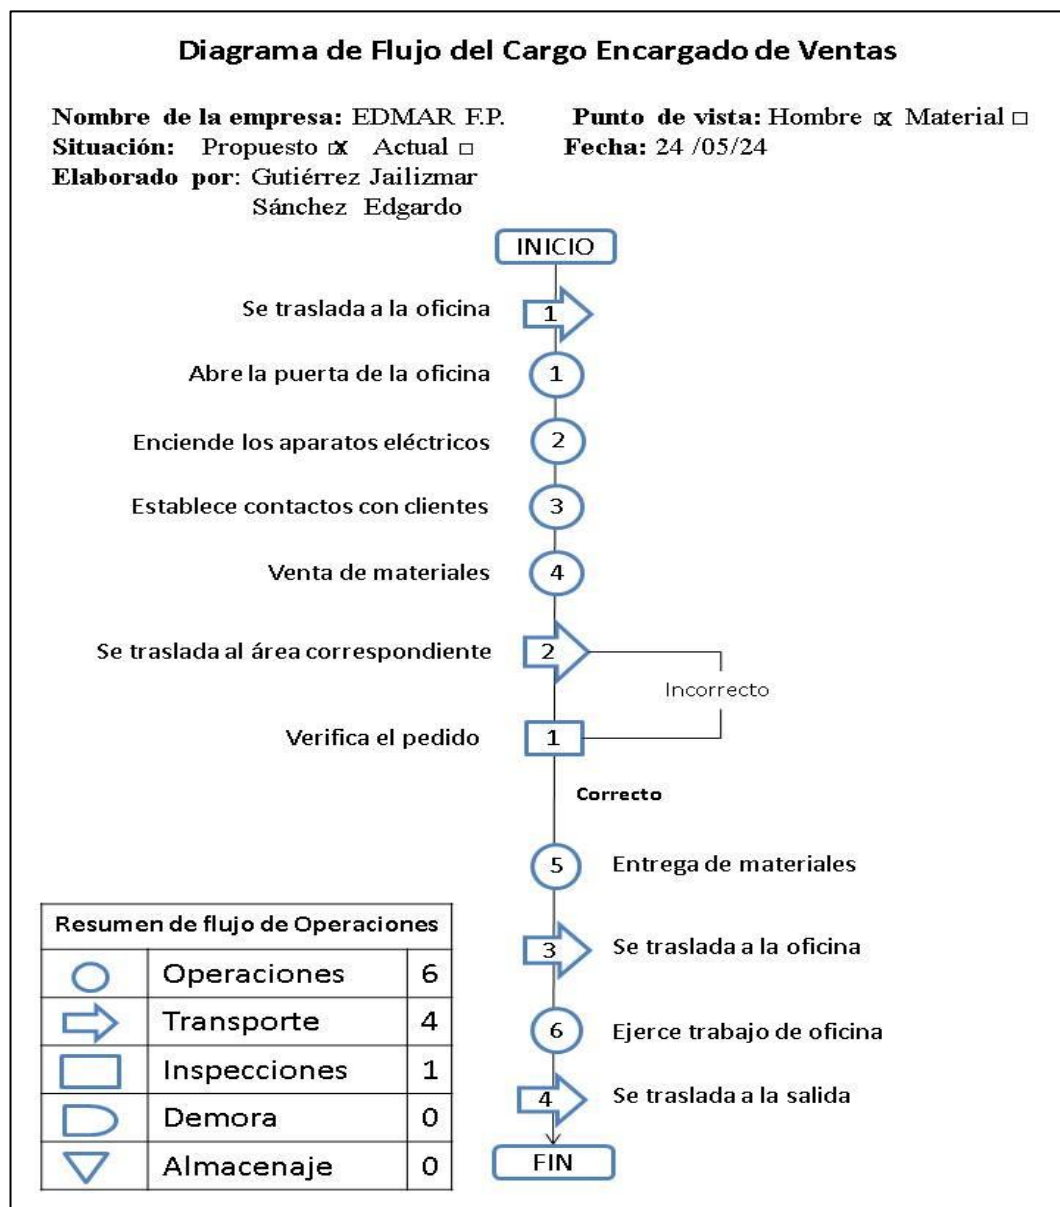 Diagrama de Flujo del Cargo Encargado de Ventas
Nombre de la empresa: EDMAR F.P. Punto de vista: Hombre ☒ Material □
Situación: Propuesto ☒ Actual □ Fecha: 24 /05/24
Elaborado por: Gutiérrez Jailizmar
Sánchez Edgardo
INICIO
Se traslada a la oficina 1
Abre la puerta de la oficina 1
Enciende los aparatos eléctricos 2
Establece contactos con clientes 3
Venta de materiales 4
Se traslada al área correspondiente 2
Incorrecto
Verifica el pedido 1
Correcto
5 Entrega de materiales
3 Se traslada a la oficina
6 Ejerce trabajo de oficina
4 Se traslada a la salida
FIN
Resumen de flujo de Operaciones
Operaciones 6
Transporte 4
Inspecciones 1
Demora 0
Almacenaje 0